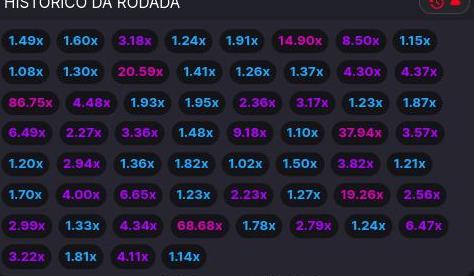 HISTÓRICO DA RODADA
1.49x 1.60x 3.18x 1.24x 1.91x 14.90x 8.50x 1.15x
1.08x 1.30x 20.59x 1.41x 1.26x 1.37x 4.30x 4.37x
86.75x 4.48x 1.93x 1.95x 2.36x 3.17x 1.23x 1.87x
6.49x 2.27x 3.36x 1.48x 9.18x 1.10x 37.94x 3.57x
1.20x 2.94x 1.36x 1.82x 1.02x 1.50x 3.82x 1.21x
1.70x 4.00x 6.65x 1.23x 2.23x 1.27x 19.26x 2.56x
2.99x 1.33x 4.34x 68.68x 1.78x 2.79x 1.24x 6.47x
3.22x 1.81x 4.11x 1.14x